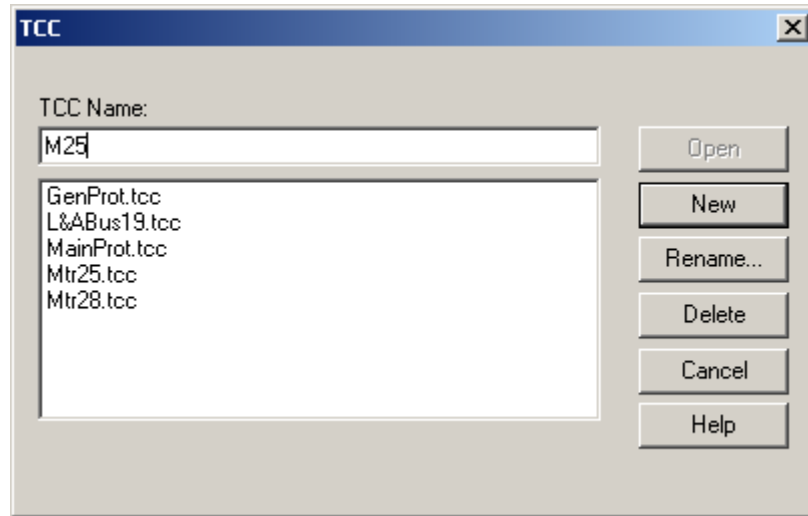 TCC
TCC Name:
M25
Open
GenProt.tcc
L&ABus19.tcc
MainProt.tcc
Mtr25.tcc
Mtr28.tcc
New
Rename...
Delete
Cancel
Help